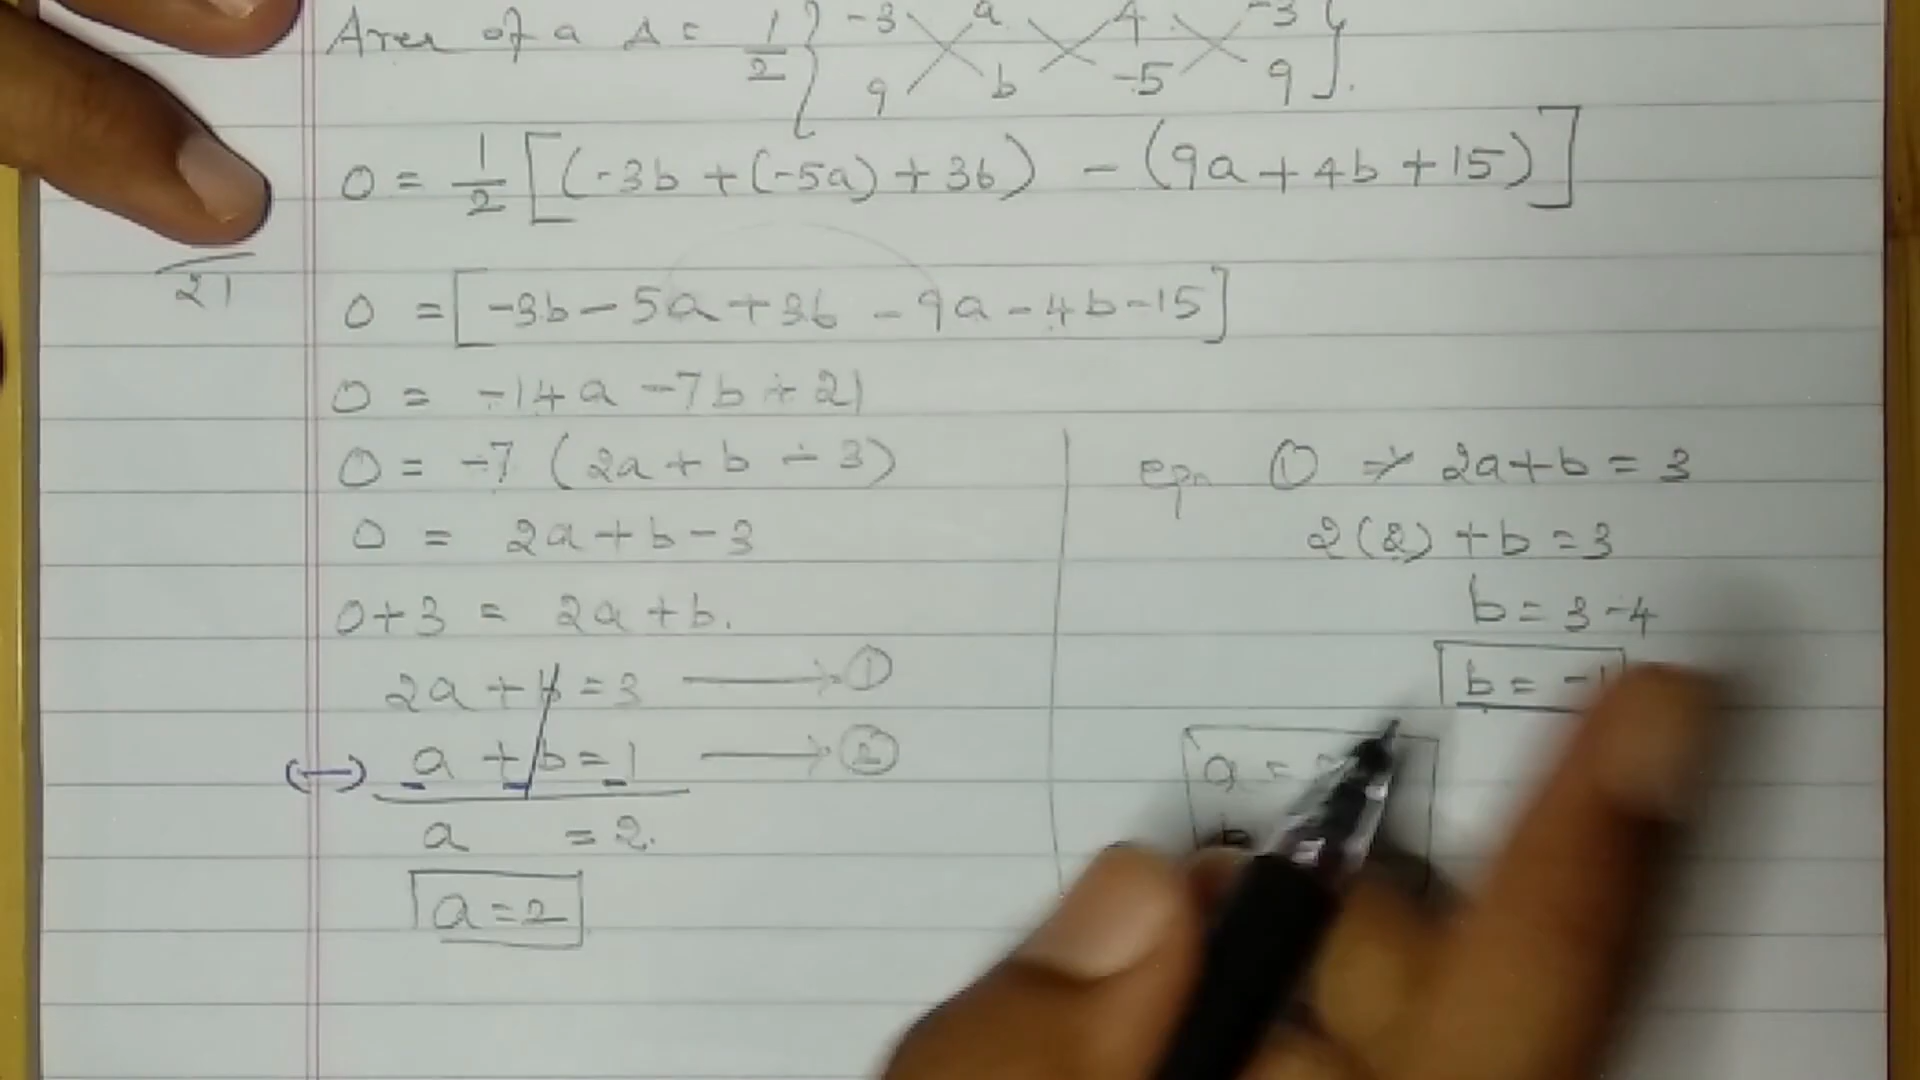 Area of a Δ = 1/2 { -3 a 4 -3
9 b -5 9 }.
0 = 1/2 [(-3b + (-5a) + 36) - (9a + 4b + 15)]
21
0 = [-3b - 5a + 36 - 9a - 4b - 15]
0 = -14a - 7b + 21
0 = -7 (2a + b - 3)
0 = 2a + b - 3
0 + 3 = 2a + b.
2a + b = 3 → ①
(-) a + b = 1 → ②
a = 2.
a = 2
eqn ① ⇒ 2a + b = 3
2(2) + b = 3
b = 3 - 4
b = -1
a =
b